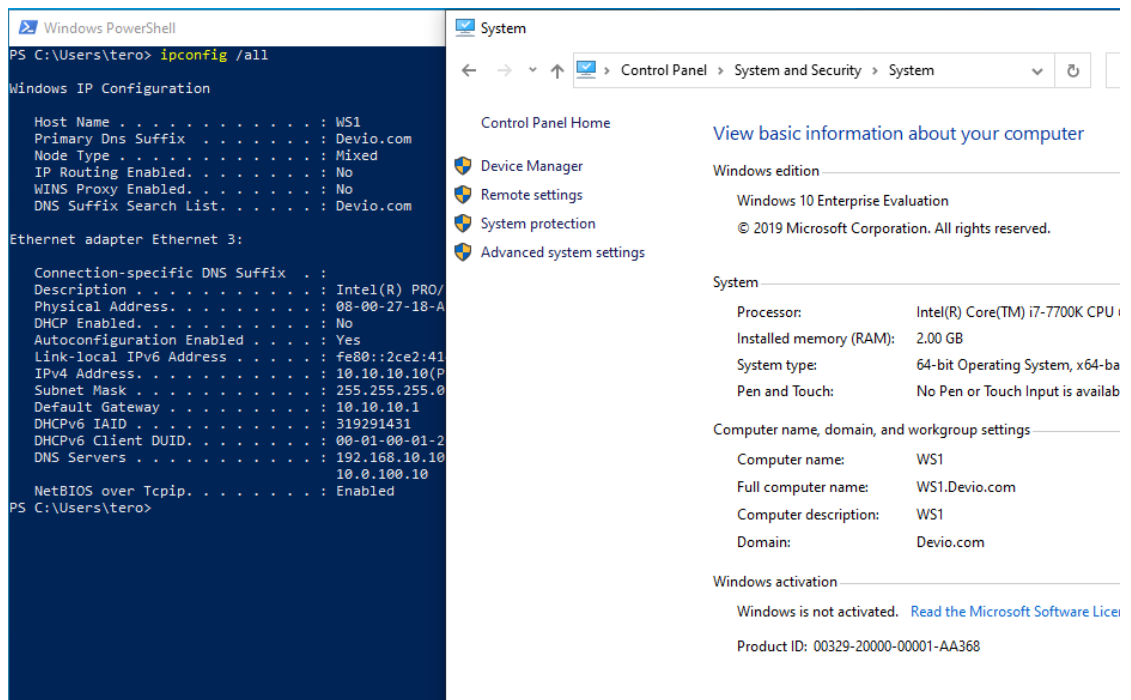 Windows PowerShell
PS C:\Users\tero> ipconfig /all
Windows IP Configuration
Host Name . . . . . . . . . . . . : WS1
Primary Dns Suffix . . . . . . . : Devio.com
Node Type . . . . . . . . . . . . : Mixed
IP Routing Enabled. . . . . . . . : No
WINS Proxy Enabled. . . . . . . . : No
DNS Suffix Search List. . . . . . : Devio.com
Ethernet adapter Ethernet 3:
Connection-specific DNS Suffix . :
Description . . . . . . . . . . . : Intel(R) PRO/
Physical Address. . . . . . . . . : 08-00-27-18-A
DHCP Enabled. . . . . . . . . . . : No
Autoconfiguration Enabled . . . . : Yes
Link-local IPv6 Address . . . . . : fe80::2ce2:41
IPv4 Address. . . . . . . . . . . : 10.10.10.10(P
Subnet Mask . . . . . . . . . . . : 255.255.255.0
Default Gateway . . . . . . . . . : 10.10.10.1
DHCPv6 IAID . . . . . . . . . . . : 319291431
DHCPv6 Client DUID. . . . . . . . : 00-01-00-01-2
DNS Servers . . . . . . . . . . . : 192.168.10.10
10.0.100.10
NetBIOS over Tcpip. . . . . . . . : Enabled
PS C:\Users\tero>
System
Control Panel > System and Security > System
Control Panel Home
Device Manager
Remote settings
System protection
Advanced system settings
View basic information about your computer
Windows edition
Windows 10 Enterprise Evaluation
© 2019 Microsoft Corporation. All rights reserved.
System
Processor: Intel(R) Core(TM) i7-7700K CPU
Installed memory (RAM): 2.00 GB
System type: 64-bit Operating System, x64-ba
Pen and Touch: No Pen or Touch Input is availab
Computer name, domain, and workgroup settings
Computer name: WS1
Full computer name: WS1.Devio.com
Computer description: WS1
Domain: Devio.com
Windows activation
Windows is not activated. Read the Microsoft Software Lice
Product ID: 00329-20000-00001-AA368